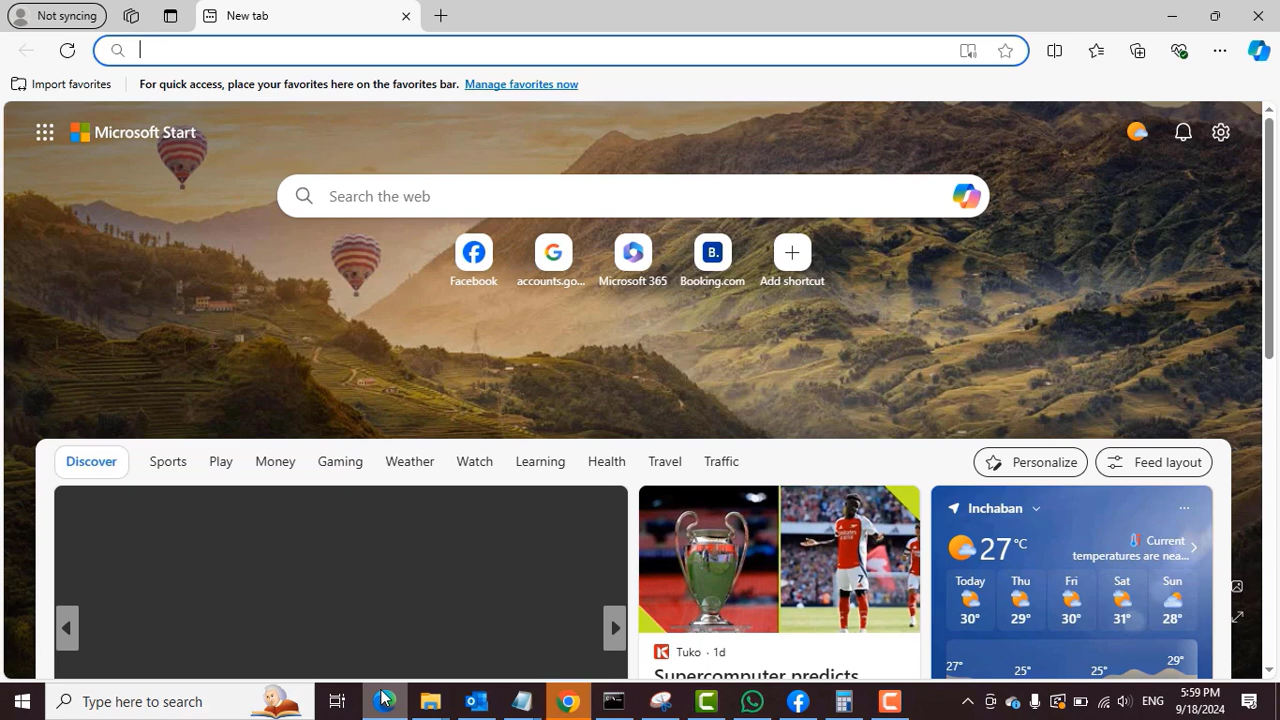 Not syncing
New tab
Import favorites
For quick access, place your favorites here on the favorites bar. Manage favorites now
Microsoft Start
Search the web
Facebook
accounts.go...
Microsoft 365
B.
Booking.com
Add shortcut
Discover
Sports
Play
Money
Gaming
Weather
Watch
Learning
Health
Travel
Traffic
Personalize
Feed layout
7
K Tuko · 1d
Supercomputer predicts
Inchaban
27 °C
Current
temperatures are nea...
Today Thu Fri Sat Sun
30° 29° 30° 31° 28°
27° 25° 25° 29°
Type here to search
ENG
5:59 PM
9/18/2024